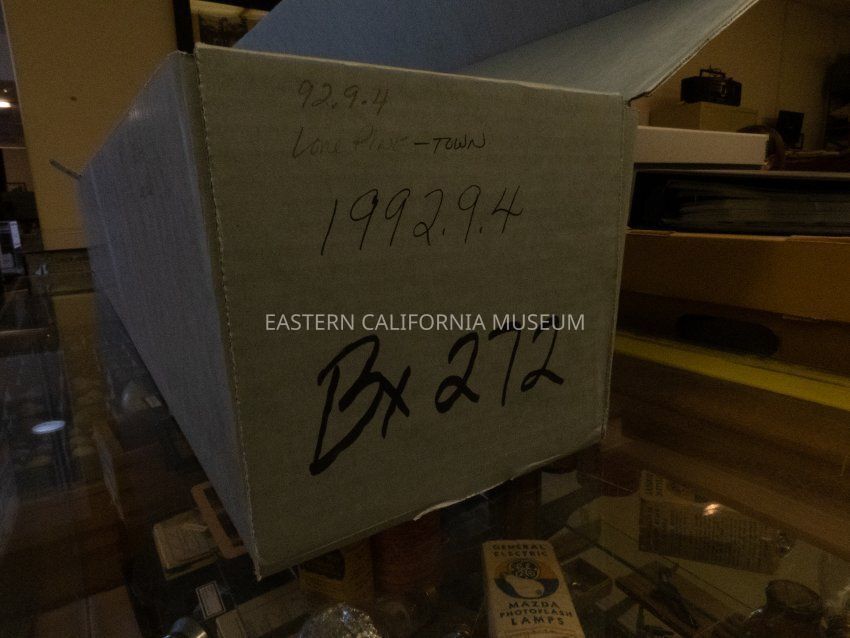 92.9.4
Lone Pine - TOWN
1992.9.4
EASTERN CALIFORNIA MUSEUM
Bx 272
GENERAL
ELECTRIC
GE
MAZDA
PHOTOFLASH
LAMPS